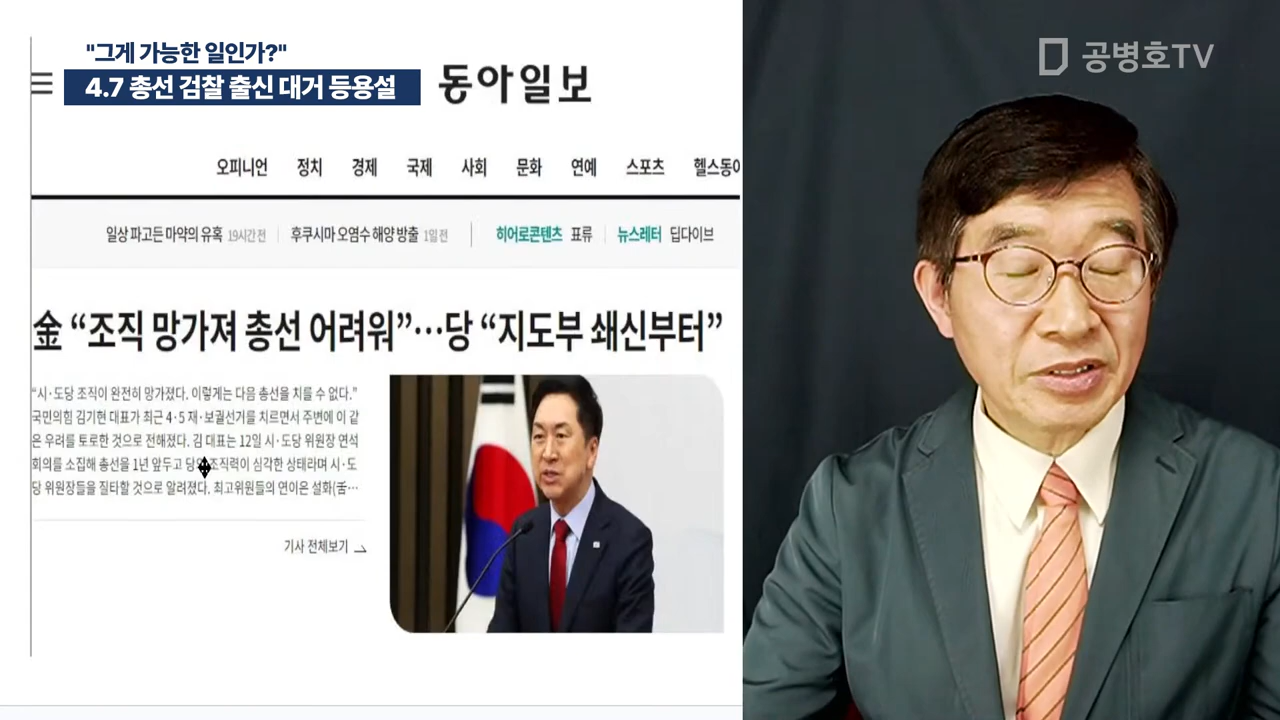 "그게 가능한 일인가?"
4.7 총선 검찰 출신 대거 등용설
동아일보
공병호TV
오피니언 정치 경제 국제 사회 문화 연예 스포츠 헬스동아
일상 파고든 마약의 유혹 19시간 전 후쿠시마 오염수 해양 방출 1일 전 히어로콘텐츠 표류 뉴스레터 딥다이브
金 “조직 망가져 총선 어려워”…당 “지도부 쇄신부터”
“시·도당 조직이 완전히 망가졌다. 이렇게는 다음 총선을 치를 수 없다.”
국민의힘 김기현 대표가 최근 4·5 재·보궐선거를 치르면서 주변에 이 같
은 우려를 토로한 것으로 전해졌다. 김 대표는 12일 시·도당 위원장 연석
회의를 소집해 총선을 1년 앞두고 당의 조직력이 심각한 상태라며 시·도
당 위원장들을 질타할 것으로 알려졌다. 최고위원들의 연이은 설화(舌…
기사 전체보기